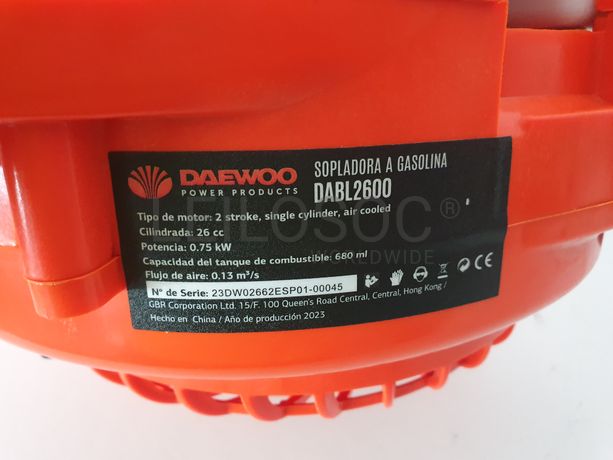 DAEWOO
POWER PRODUCTS
SOPLADORA A GASOLINA
DABL2600
Tipo de motor: 2 stroke, single cylinder, air cooled
Cilindrada: 26 cc
Potencia: 0.75 kW
Capacidad del tanque de combustible: 680 ml
Flujo de aire: 0.13 m³/s
Nº de Serie: 23DW02662ESP01-00045
GBR Corporation Ltd. 15/F. 100 Queen's Road Central, Central, Hong Kong /
Hecho en China / Año de producción 2023
CE
ILOSOC®
WORLDWIDE